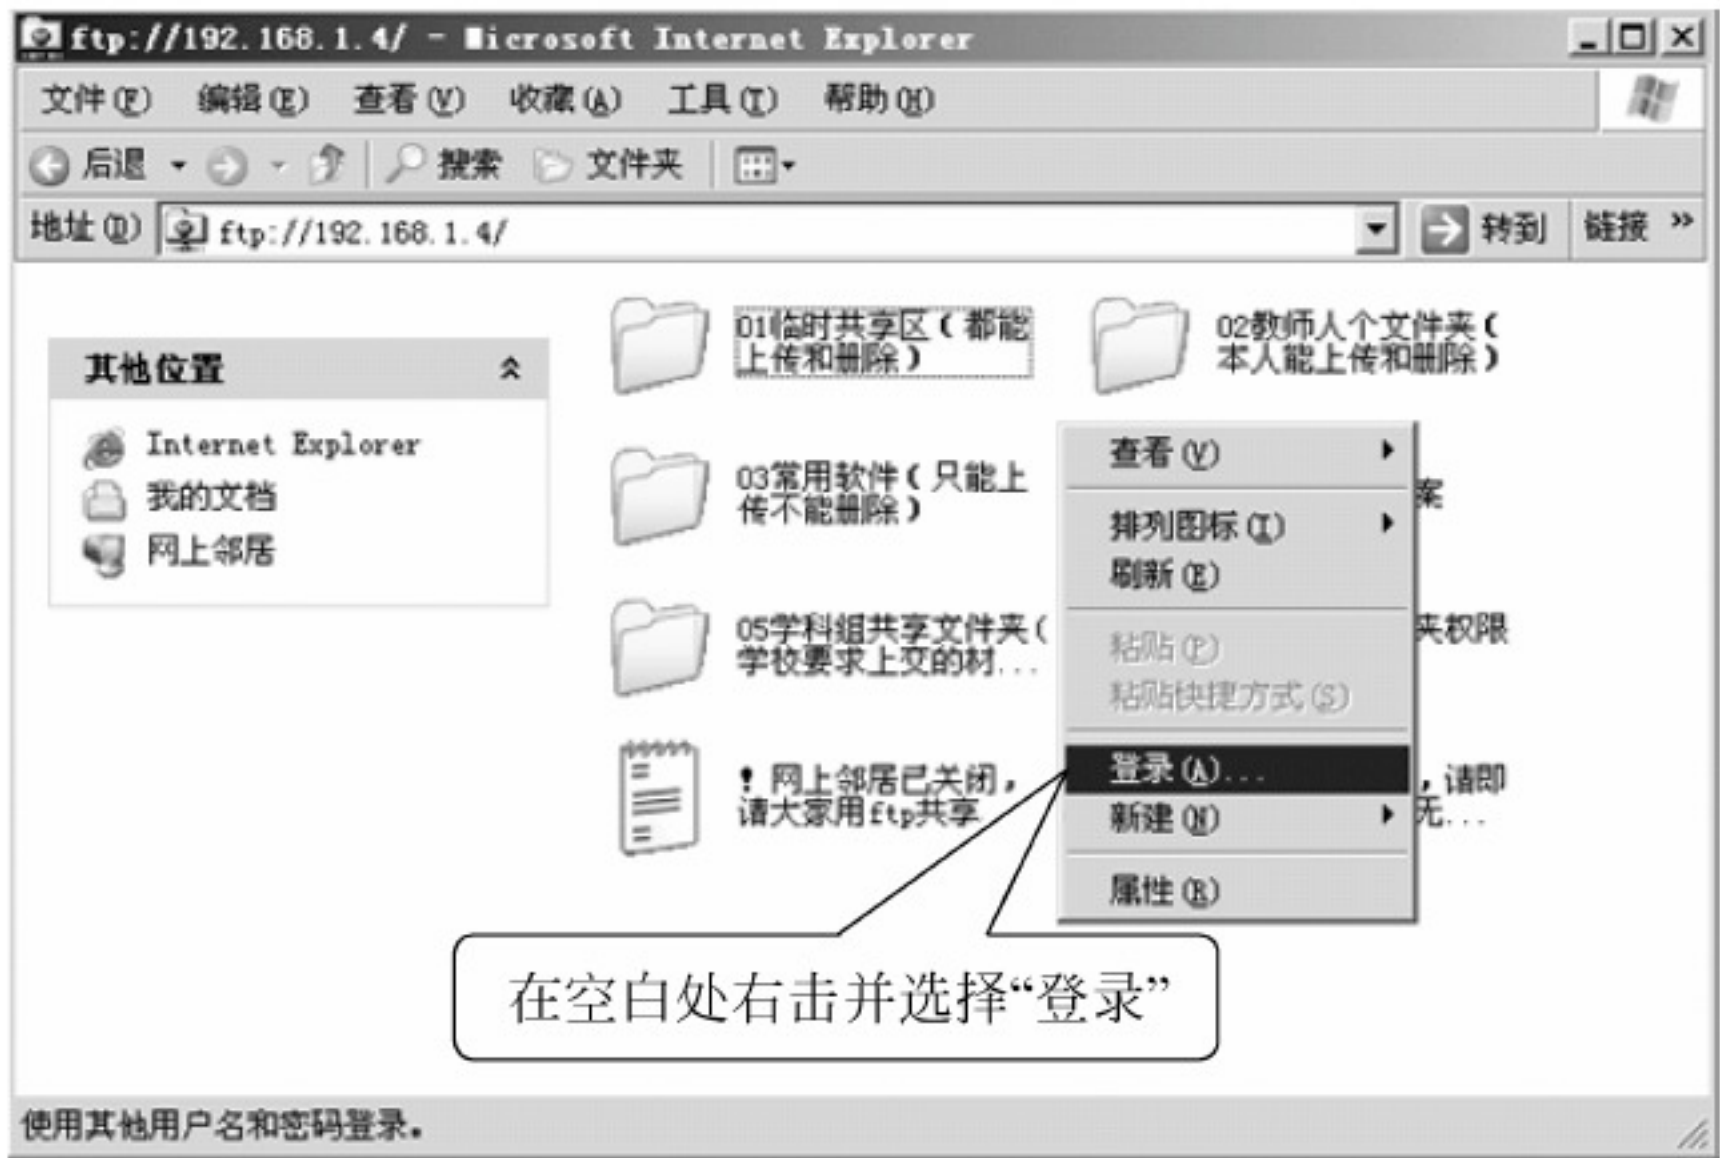 ftp://192.168.1.4/ - Microsoft Internet Explorer
文件(F) 编辑(E) 查看(V) 收藏(A) 工具(T) 帮助(H)
后退 搜索 文件夹
地址(D) ftp://192.168.1.4/ 转到 链接 »
其他位置
Internet Explorer
我的文档
网上邻居
01临时共享区(都能
上传和删除)
02教师人个文件夹(
本人能上传和删除)
03常用软件(只能上
传不能删除)
案
05学科组共享文件夹(
学校要求上交的材...
夹权限
! 网上邻居已关闭,
请大家用ftp共享
,请即
无...
查看(V)
排列图标(I)
刷新(E)
粘贴(P)
粘贴快捷方式(S)
登录(A)...
新建(N)
属性(R)
在空白处右击并选择“登录”
使用其他用户名和密码登录。